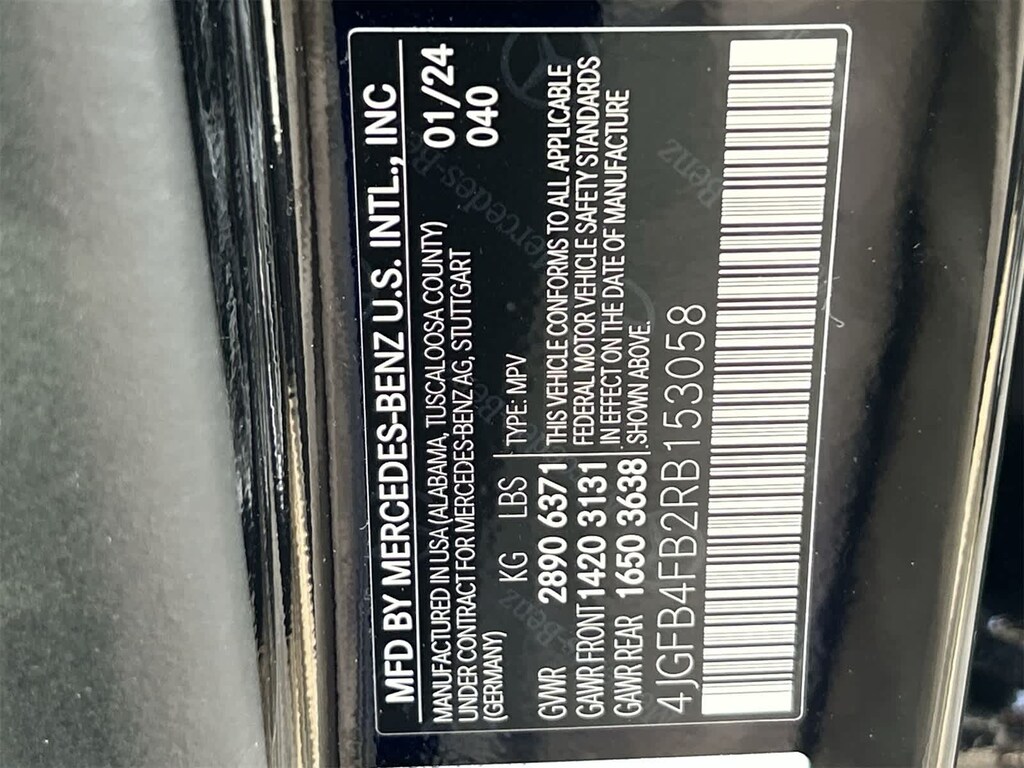 MFD BY MERCEDES-BENZ U.S. INTL., INC
MANUFACTURED IN USA (ALABAMA, TUSCALOOSA COUNTY)
UNDER CONTRACT FOR MERCEDES-BENZ AG, STUTTGART
(GERMANY)
01/24
040
KG LBS
GVWR 2890 6371
GAWR FRONT 1420 3131
GAWR REAR 1650 3638
TYPE: MPV
THIS VEHICLE CONFORMS TO ALL APPLICABLE
FEDERAL MOTOR VEHICLE SAFETY STANDARDS
IN EFFECT ON THE DATE OF MANUFACTURE
SHOWN ABOVE.
4JGFB4FB2RB153058